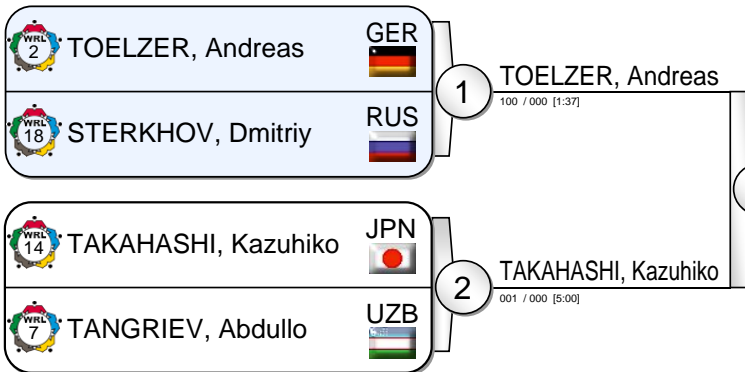 WRL
2
TOELZER, Andreas
GER
WRL
18
STERKHOV, Dmitriy
RUS
1
TOELZER, Andreas
100 / 000 [1:37]
WRL
14
TAKAHASHI, Kazuhiko
JPN
WRL
7
TANGRIEV, Abdullo
UZB
2
TAKAHASHI, Kazuhiko
001 / 000 [5:00]